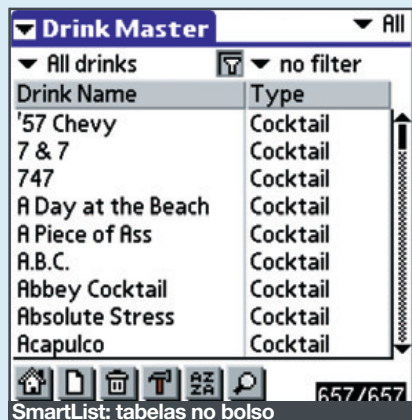 Drink Master
All
All drinks
no filter
Drink Name Type
'57 Chevy Cocktail
7 & 7 Cocktail
747 Cocktail
A Day at the Beach Cocktail
A Piece of Ass Cocktail
A.B.C. Cocktail
Abbey Cocktail Cocktail
Absolute Stress Cocktail
Acapulco Cocktail
AZ
ZA
657/657
SmartList: tabelas no bolso